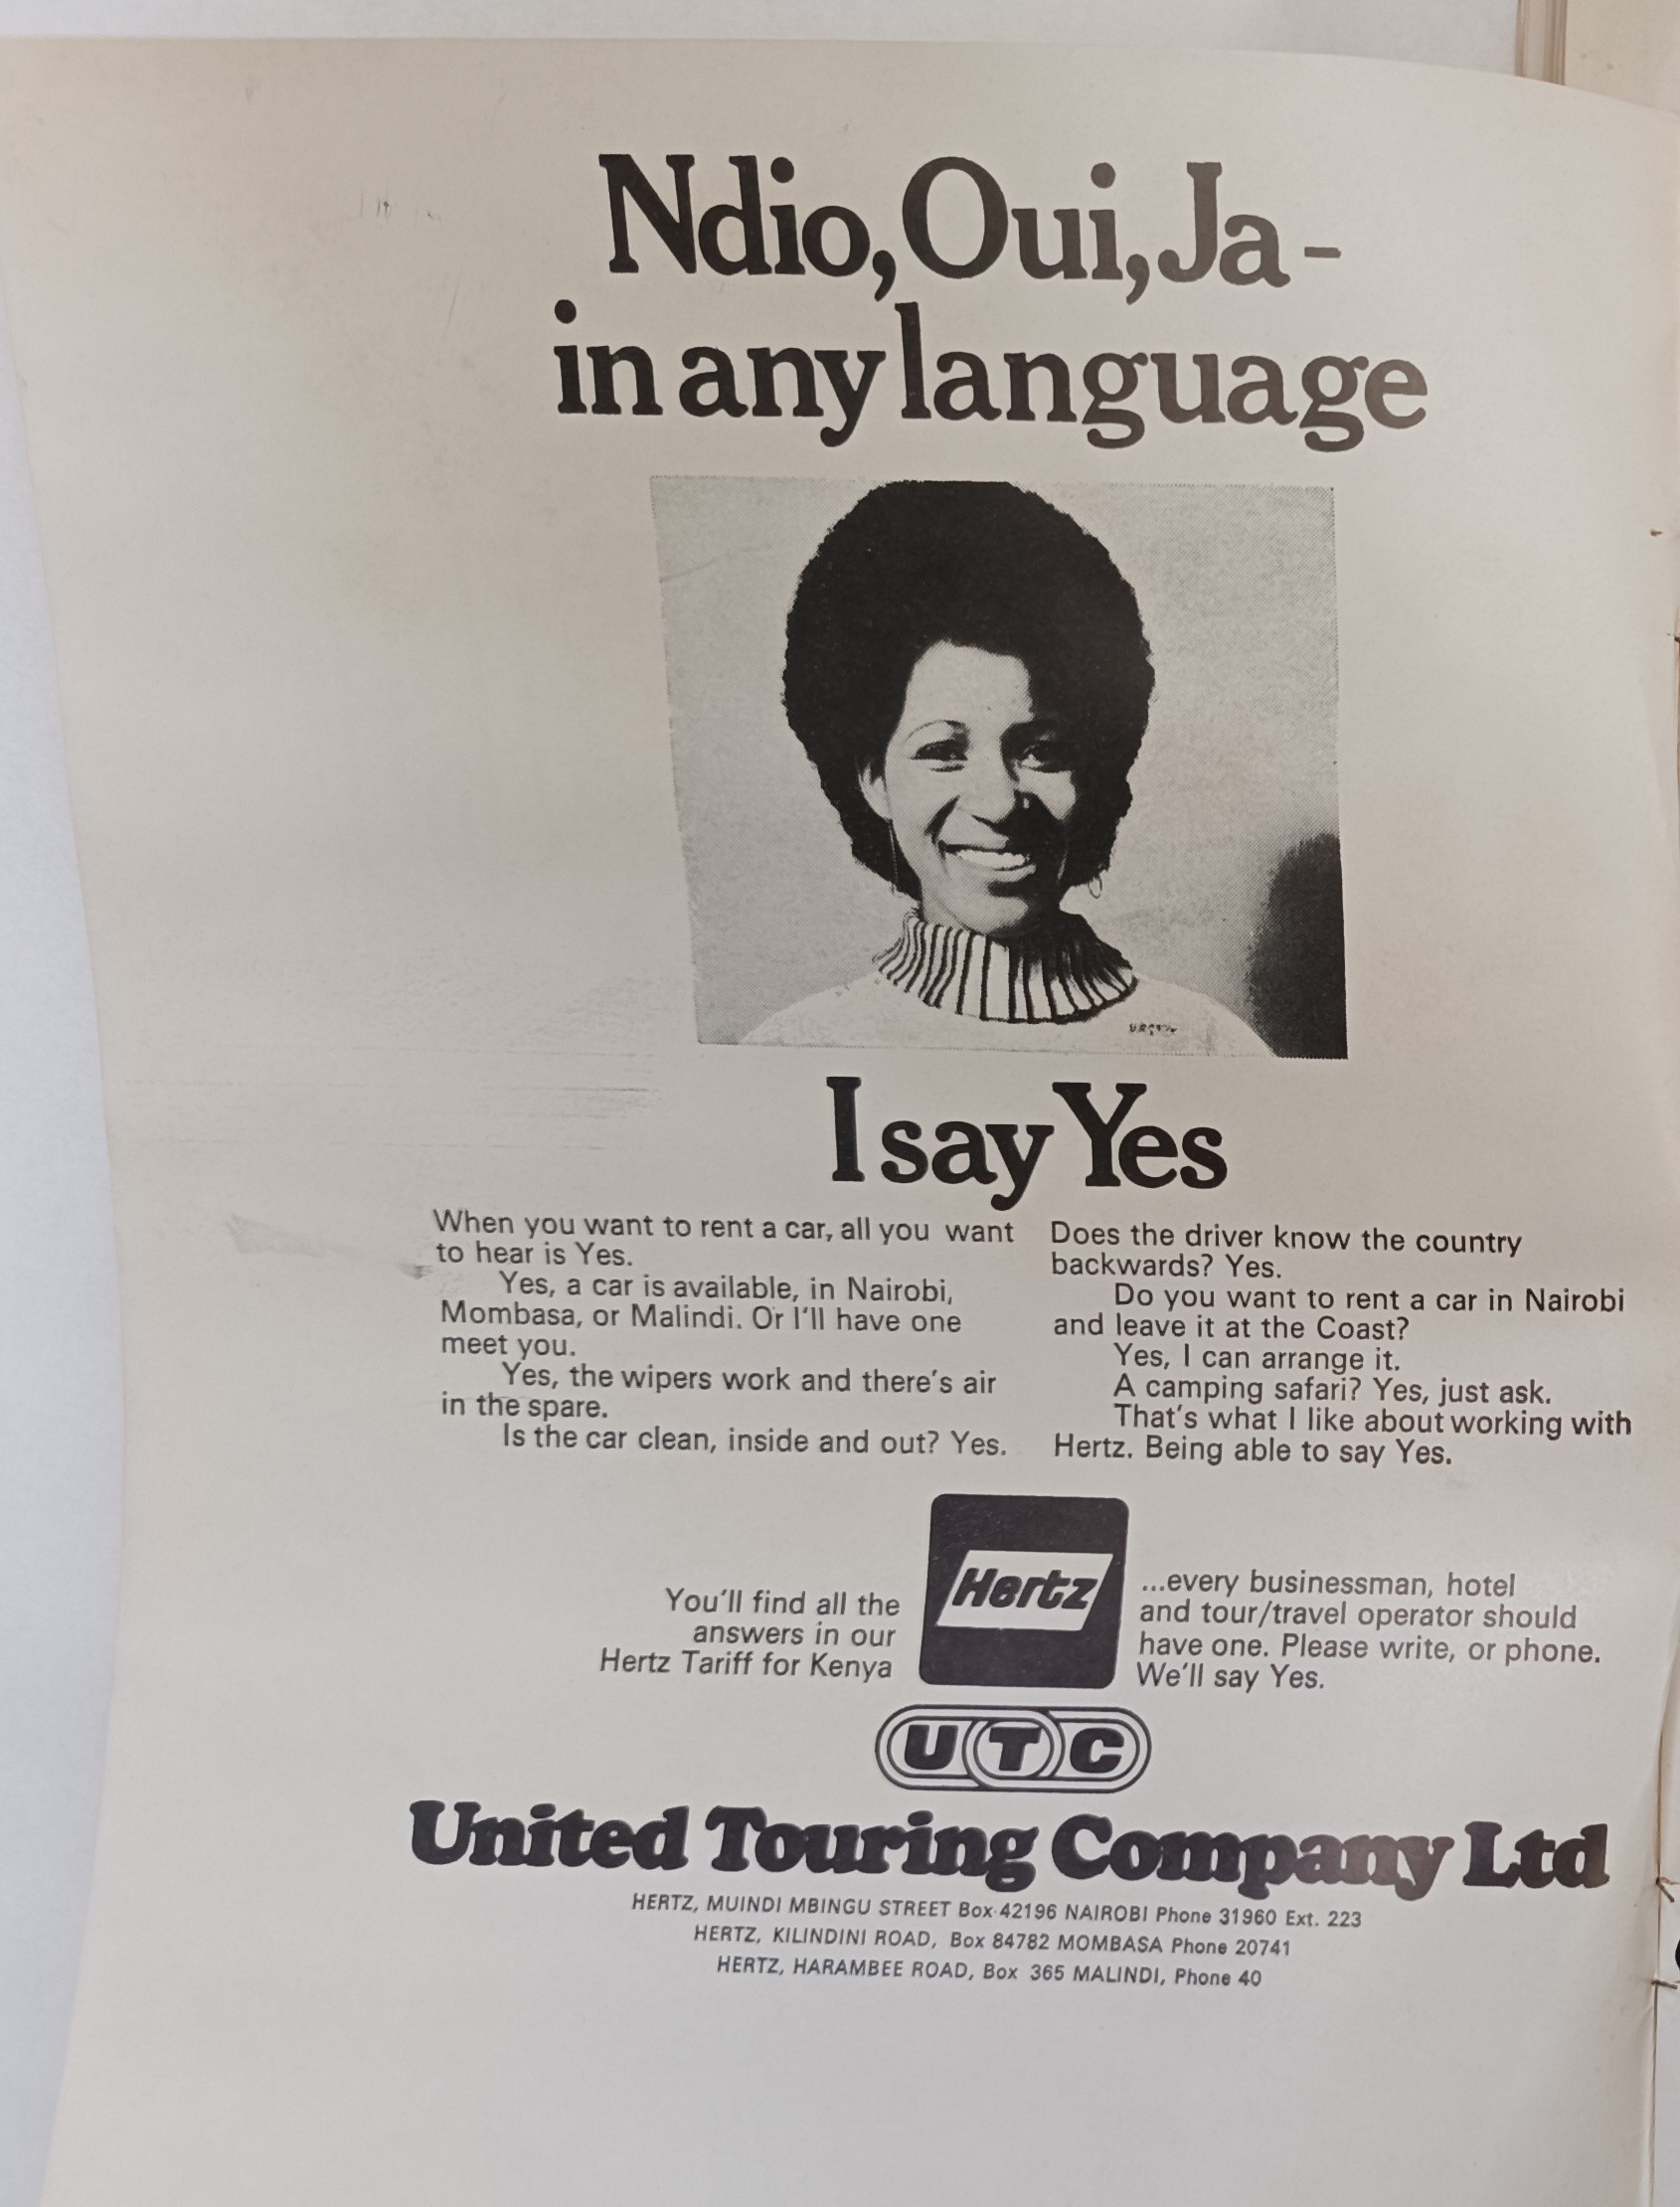 Ndio, Oui, Ja -
in any language
I say Yes
When you want to rent a car, all you want
to hear is Yes.
Yes, a car is available, in Nairobi,
Mombasa, or Malindi. Or I'll have one
meet you.
Yes, the wipers work and there's air
in the spare.
Is the car clean, inside and out? Yes.
Does the driver know the country
backwards? Yes.
Do you want to rent a car in Nairobi
and leave it at the Coast?
Yes, I can arrange it.
A camping safari? Yes, just ask.
That's what I like about working with
Hertz. Being able to say Yes.
You'll find all the
answers in our
Hertz Tariff for Kenya
Hertz
...every businessman, hotel
and tour/travel operator should
have one. Please write, or phone.
We'll say Yes.
UTC
United Touring Company Ltd
HERTZ, MUINDI MBINGU STREET Box 42196 NAIROBI Phone 31960 Ext. 223
HERTZ, KILINDINI ROAD, Box 84782 MOMBASA Phone 20741
HERTZ, HARAMBEE ROAD, Box 365 MALINDI, Phone 40